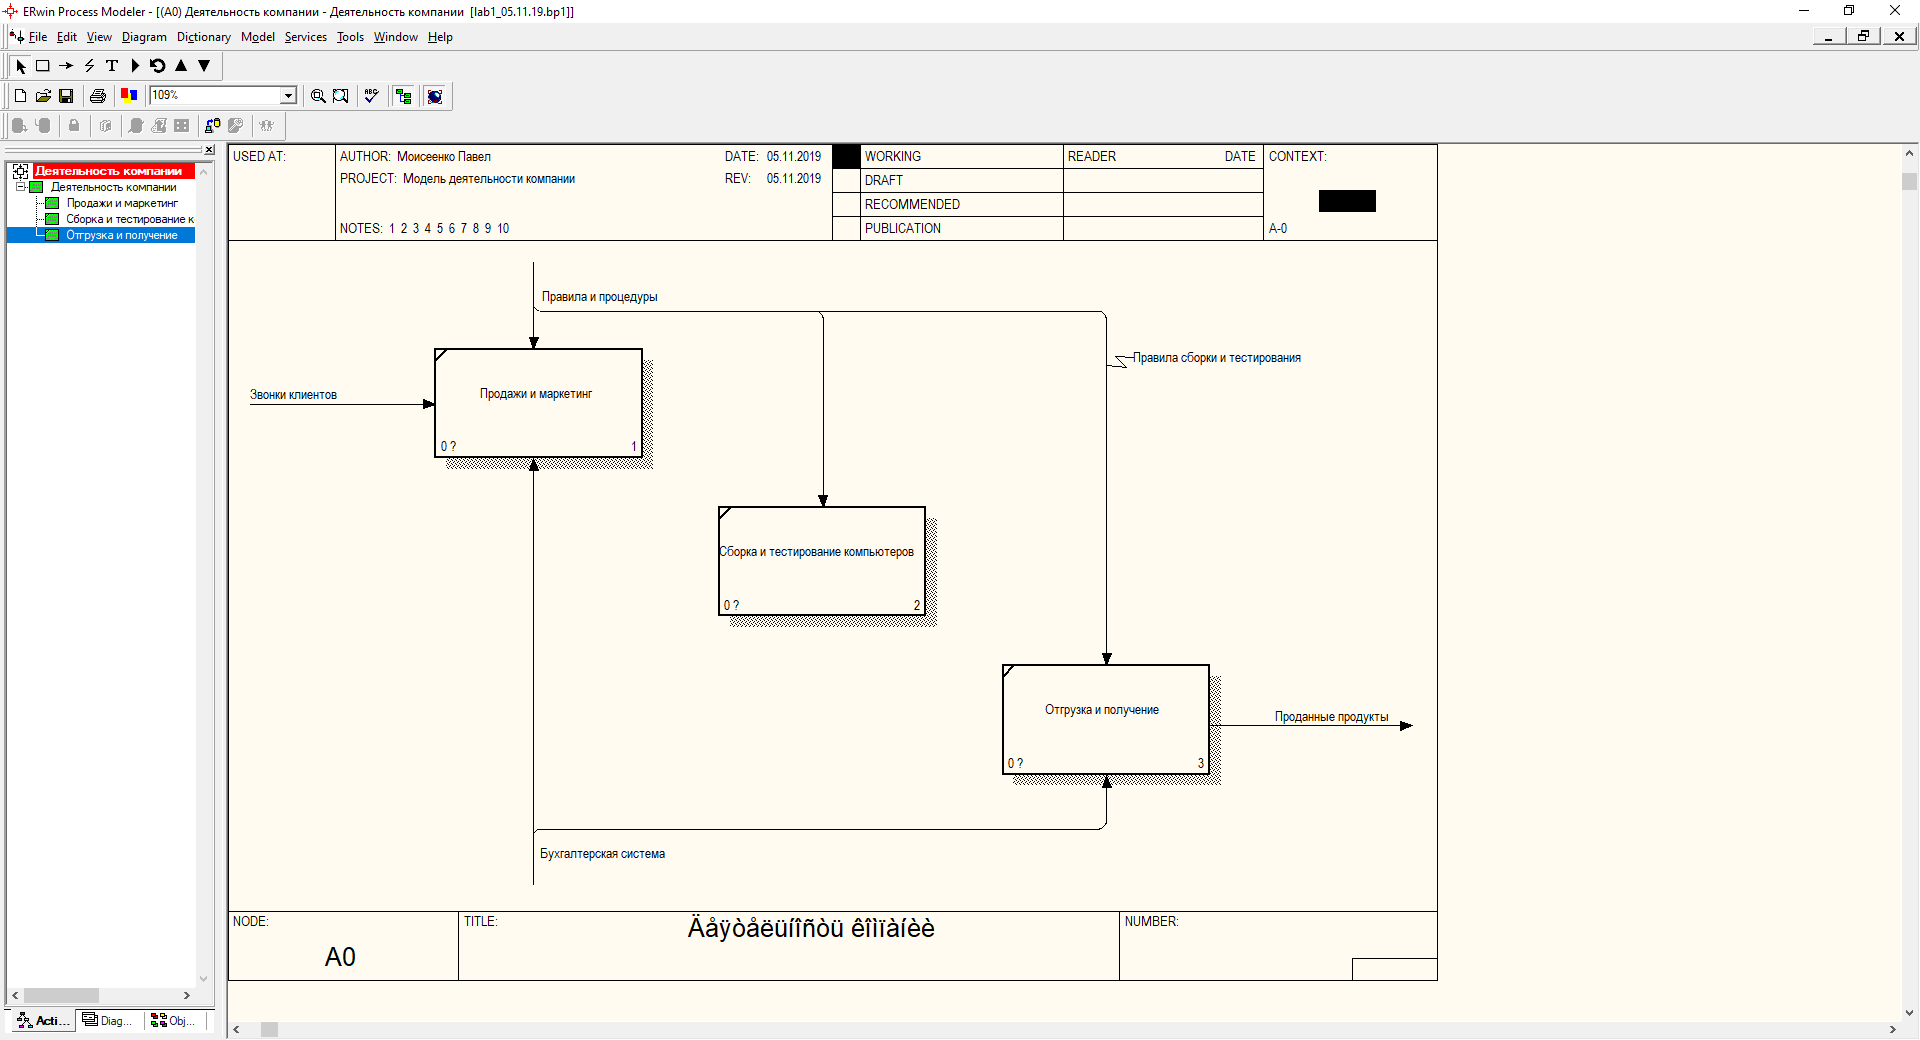 ERwin Process Modeler - [(A0) Деятельность компании - Деятельность компании  [lab1_05.11.19.bp1]]
File Edit View Diagram Dictionary Model Services Tools Window Help
T
109%
ABC
USED AT:
AUTHOR: Моисеенко Павел
DATE: 05.11.2019
PROJECT: Модель деятельности компании
REV: 05.11.2019
NOTES: 1 2 3 4 5 6 7 8 9 10
WORKING
DRAFT
RECOMMENDED
PUBLICATION
READER DATE
CONTEXT:
A-0
Деятельность компании
Деятельность компании
Продажи и маркетинг
Сборка и тестирование к
Отгрузка и получение
Правила и процедуры
Правила сборки и тестирования
Звонки клиентов
Продажи и маркетинг
0 ? 1
Сборка и тестирование компьютеров
0 ? 2
Отгрузка и получение
0 ? 3
Проданные продукты
Бухгалтерская система
NODE:
A0
TITLE:
Äåÿòåëüíîñòü êîìïàíèè
NUMBER:
Acti... Diag... Obj...